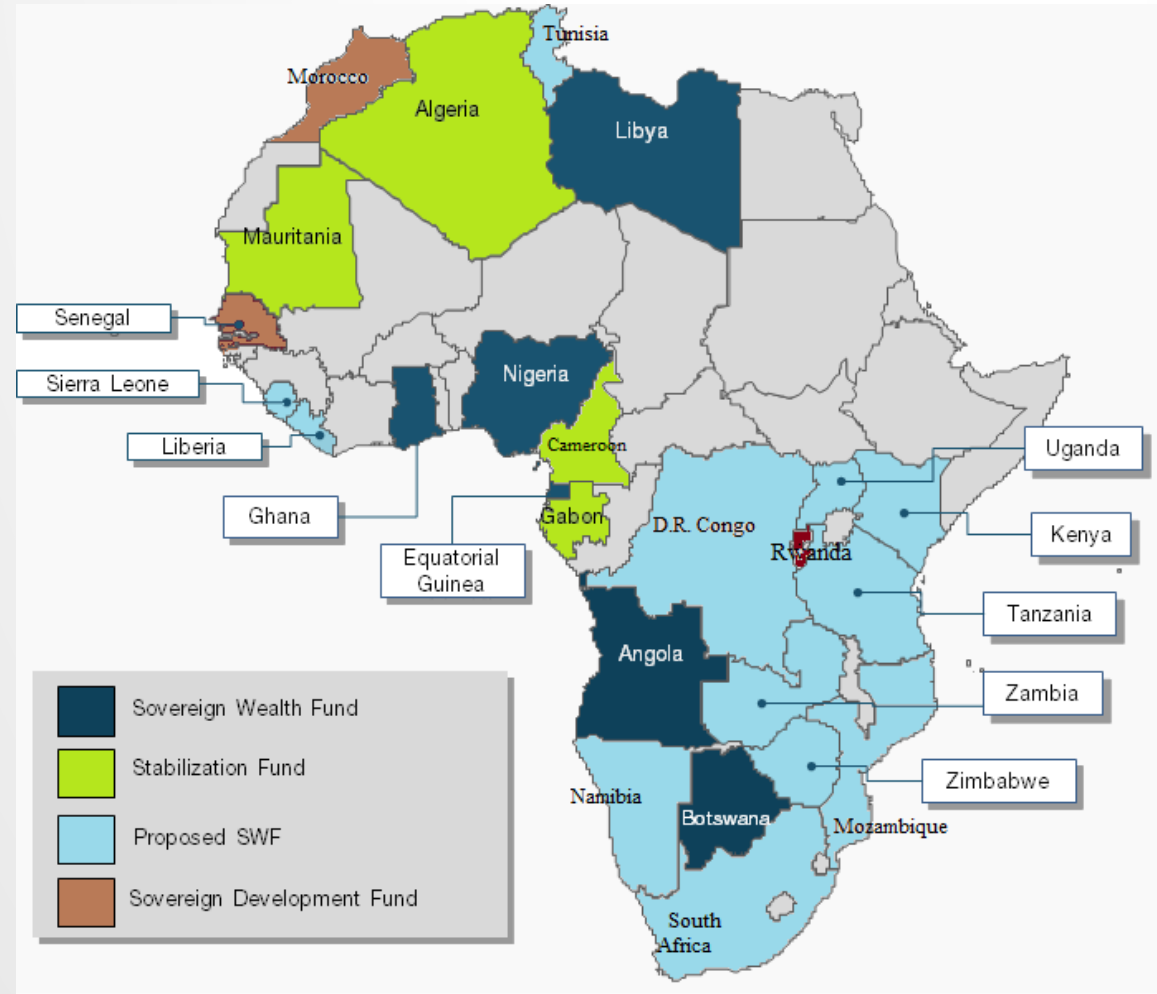 Tunisia
Morocco
Algeria
Libya
Mauritania
Senegal
Sierra Leone
Nigeria
Liberia
Cameroon
Uganda
Ghana
Gabon
D.R. Congo
Kenya
Equatorial
Guinea
Rwanda
Tanzania
Angola
Zambia
Sovereign Wealth Fund
Stabilization Fund
Zimbabwe
Namibia
Botswana
Mozambique
Proposed SWF
Sovereign Development Fund
South
Africa